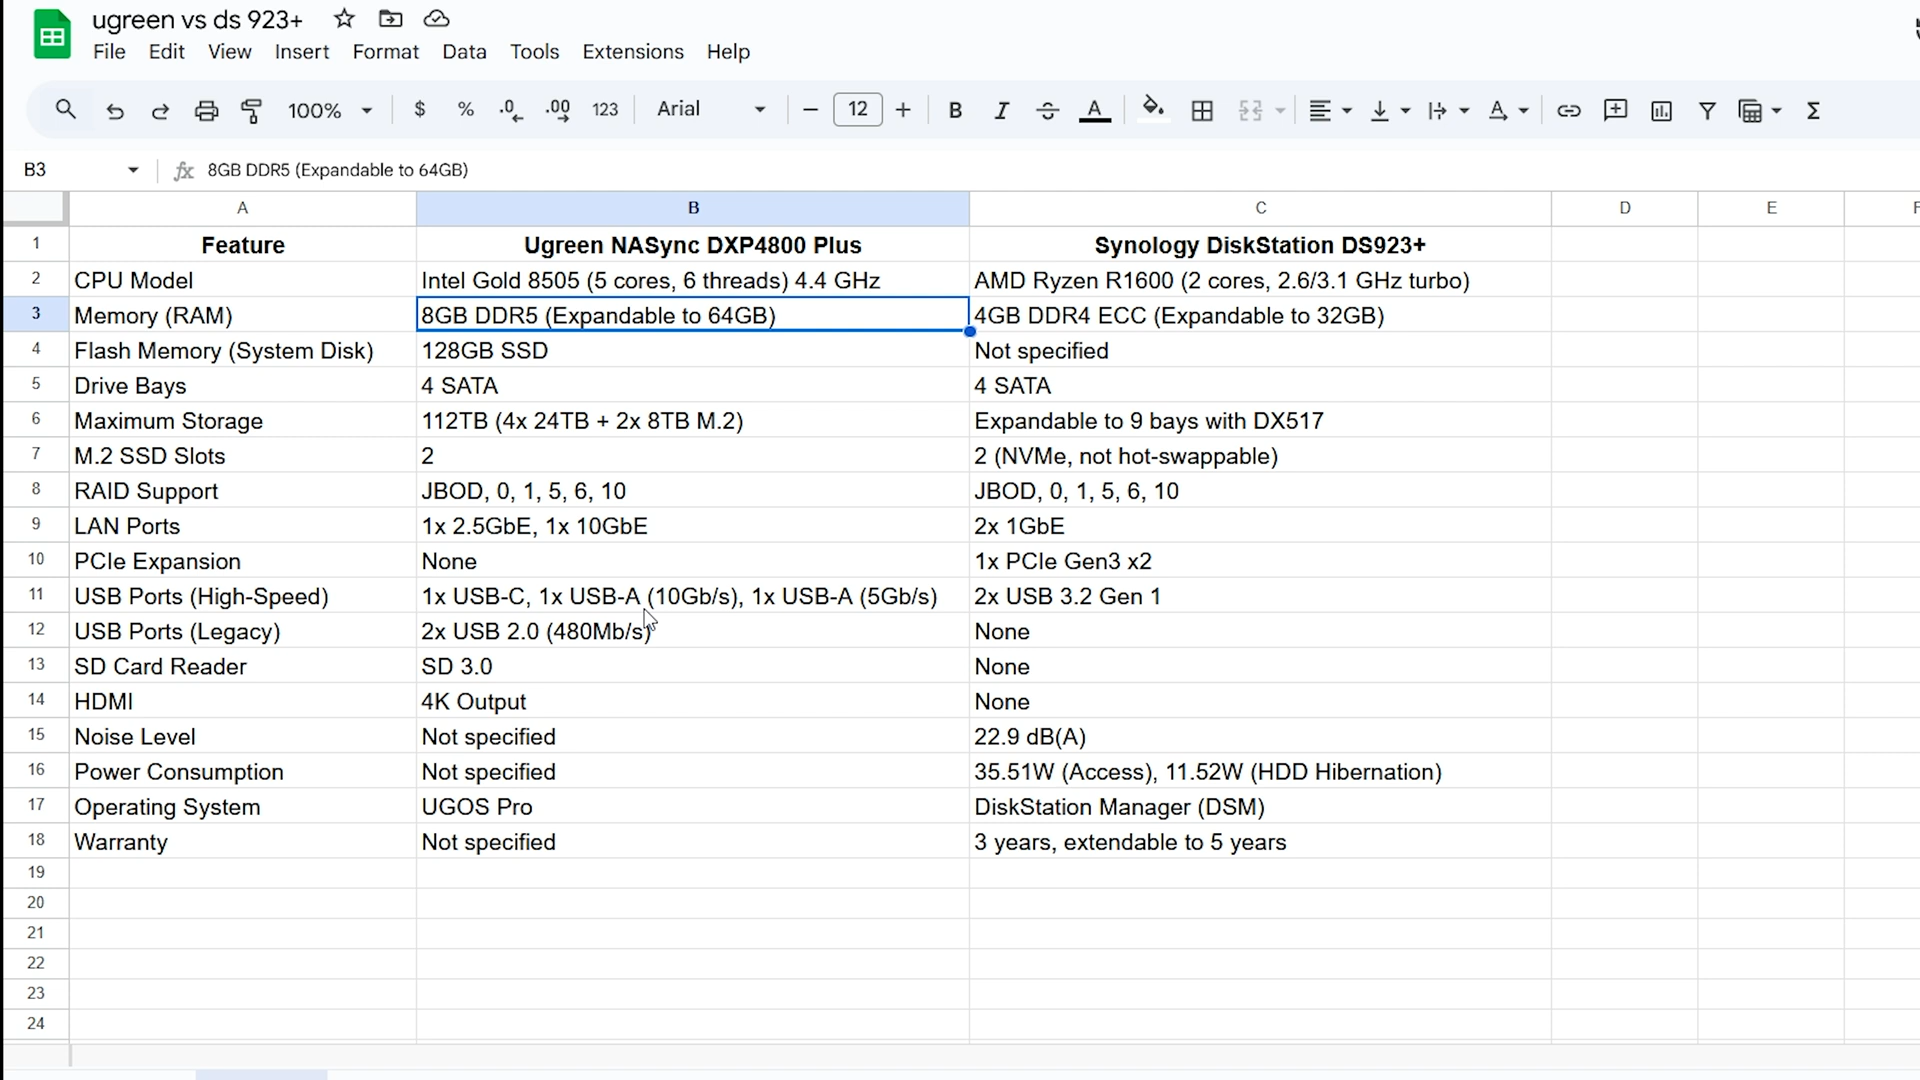 ugreen vs ds 923+
File Edit View Insert Format Data Tools Extensions Help
100% $ % .0 .00 123 Arial 12 B I S A A Σ
B3 fx 8GB DDR5 (Expandable to 64GB)
A B C D E F
1 Feature Ugreen NASync DXP4800 Plus Synology DiskStation DS923+
2 CPU Model Intel Gold 8505 (5 cores, 6 threads) 4.4 GHz AMD Ryzen R1600 (2 cores, 2.6/3.1 GHz turbo)
3 Memory (RAM) 8GB DDR5 (Expandable to 64GB) 4GB DDR4 ECC (Expandable to 32GB)
4 Flash Memory (System Disk) 128GB SSD Not specified
5 Drive Bays 4 SATA 4 SATA
6 Maximum Storage 112TB (4x 24TB + 2x 8TB M.2) Expandable to 9 bays with DX517
7 M.2 SSD Slots 2 2 (NVMe, not hot-swappable)
8 RAID Support JBOD, 0, 1, 5, 6, 10 JBOD, 0, 1, 5, 6, 10
9 LAN Ports 1x 2.5GbE, 1x 10GbE 2x 1GbE
10 PCIe Expansion None 1x PCIe Gen3 x2
11 USB Ports (High-Speed) 1x USB-C, 1x USB-A (10Gb/s), 1x USB-A (5Gb/s) 2x USB 3.2 Gen 1
12 USB Ports (Legacy) 2x USB 2.0 (480Mb/s) None
13 SD Card Reader SD 3.0 None
14 HDMI 4K Output None
15 Noise Level Not specified 22.9 dB(A)
16 Power Consumption Not specified 35.51W (Access), 11.52W (HDD Hibernation)
17 Operating System UGOS Pro DiskStation Manager (DSM)
18 Warranty Not specified 3 years, extendable to 5 years
19
20
21
22
23
24